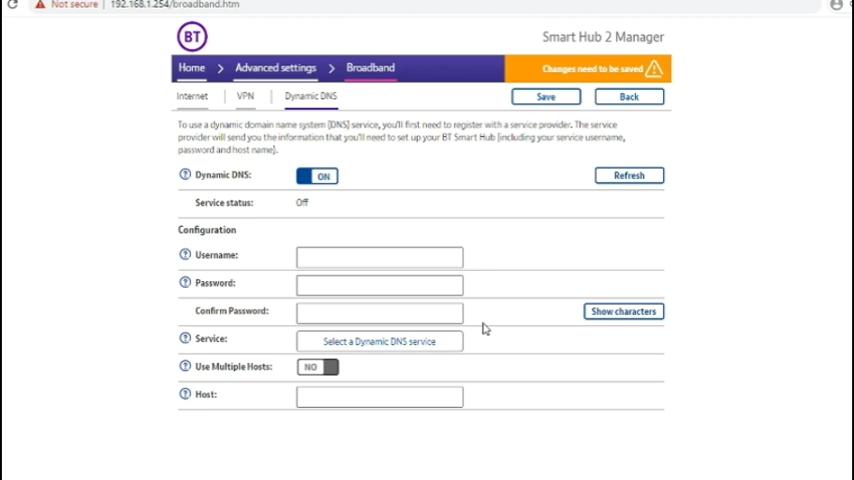 Not secure | 192.168.1.254/broadband.htm
BT
Smart Hub 2 Manager
Home > Advanced settings > Broadband
Changes need to be saved
Internet | VPN | Dynamic DNS
Save
Back
To use a dynamic domain name system [DNS] service, you'll first need to register with a service provider. The service
provider will send you the information that you'll need to set up your BT Smart Hub [including your service username,
password and host name].
? Dynamic DNS: ON
Refresh
Service status: Off
Configuration
? Username:
? Password:
Confirm Password:
Show characters
? Service: Select a Dynamic DNS service
? Use Multiple Hosts: NO
? Host: